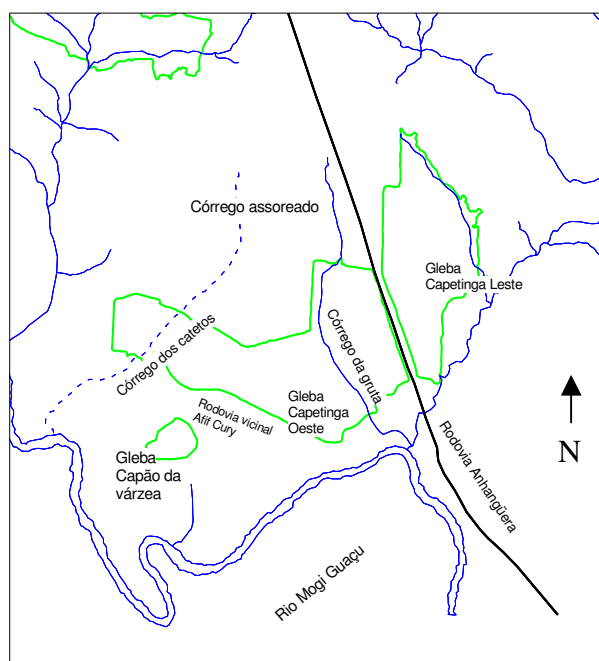 Córrego assoreado
Gleba
Capetinga Leste
Córrego dos catetos
Córrego da gruta
Rodovia vicinal
Afif Cury
Gleba
Capetinga
Oeste
Gleba
Capão da
várzea
Rodovia Anhangüera
N
Rio Mogi Guaçu